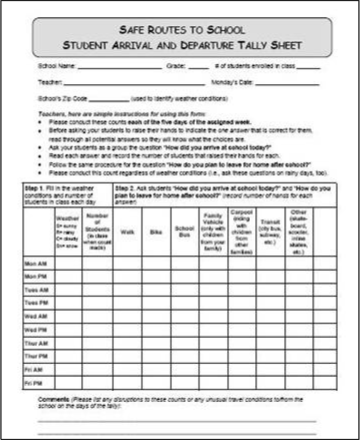 SAFE ROUTES TO SCHOOL
STUDENT ARRIVAL AND DEPARTURE TALLY SHEET
School Name: Grade: # of students enrolled in class
Teacher: Monday's Date:
School's Zip Code (used to identify weather conditions)
Teachers, here are simple instructions for using this form:
• Please conduct these counts each of the five days of the assigned week.
• Before asking your students to raise their hands to indicate the one answer that is correct for them,
read through all potential answers so they will know what the choices are.
• Ask your students as a group the question "How did you arrive at school today?"
• Read each answer and record the number of students that raised their hands for each.
• Follow the same procedure for the question "How do you plan to leave for home after school?"
• Please conduct this count regardless of weather conditions (i.e., ask these questions on rainy days, too).
Step 1. Fill in the weather
conditions and number
of students in class each day
Step 2. Ask students "How did you arrive at school today?" and "How do you
plan to leave for home after school?" (record number of hands for each
answer)
Weather
S= sunny
R= rainy
C= cloudy
Sn= snow
Number
of
Students
(in class
when count
made)
Walk
Bike
School
Bus
Family
Vehicle
(only with
children
from your
family)
Carpool
(riding
with
children
from
other
families)
Transit
(city bus,
subway,
etc.)
Other
(skate-
board,
scooter,
inline
skates,
etc.)
Mon AM
Mon PM
Tues AM
Tues PM
Wed AM
Wed PM
Thur AM
Thur PM
Fri AM
Fri PM
Comments: (Please list any disruptions to these counts or any unusual travel conditions to/from the
school on the days of the tally)